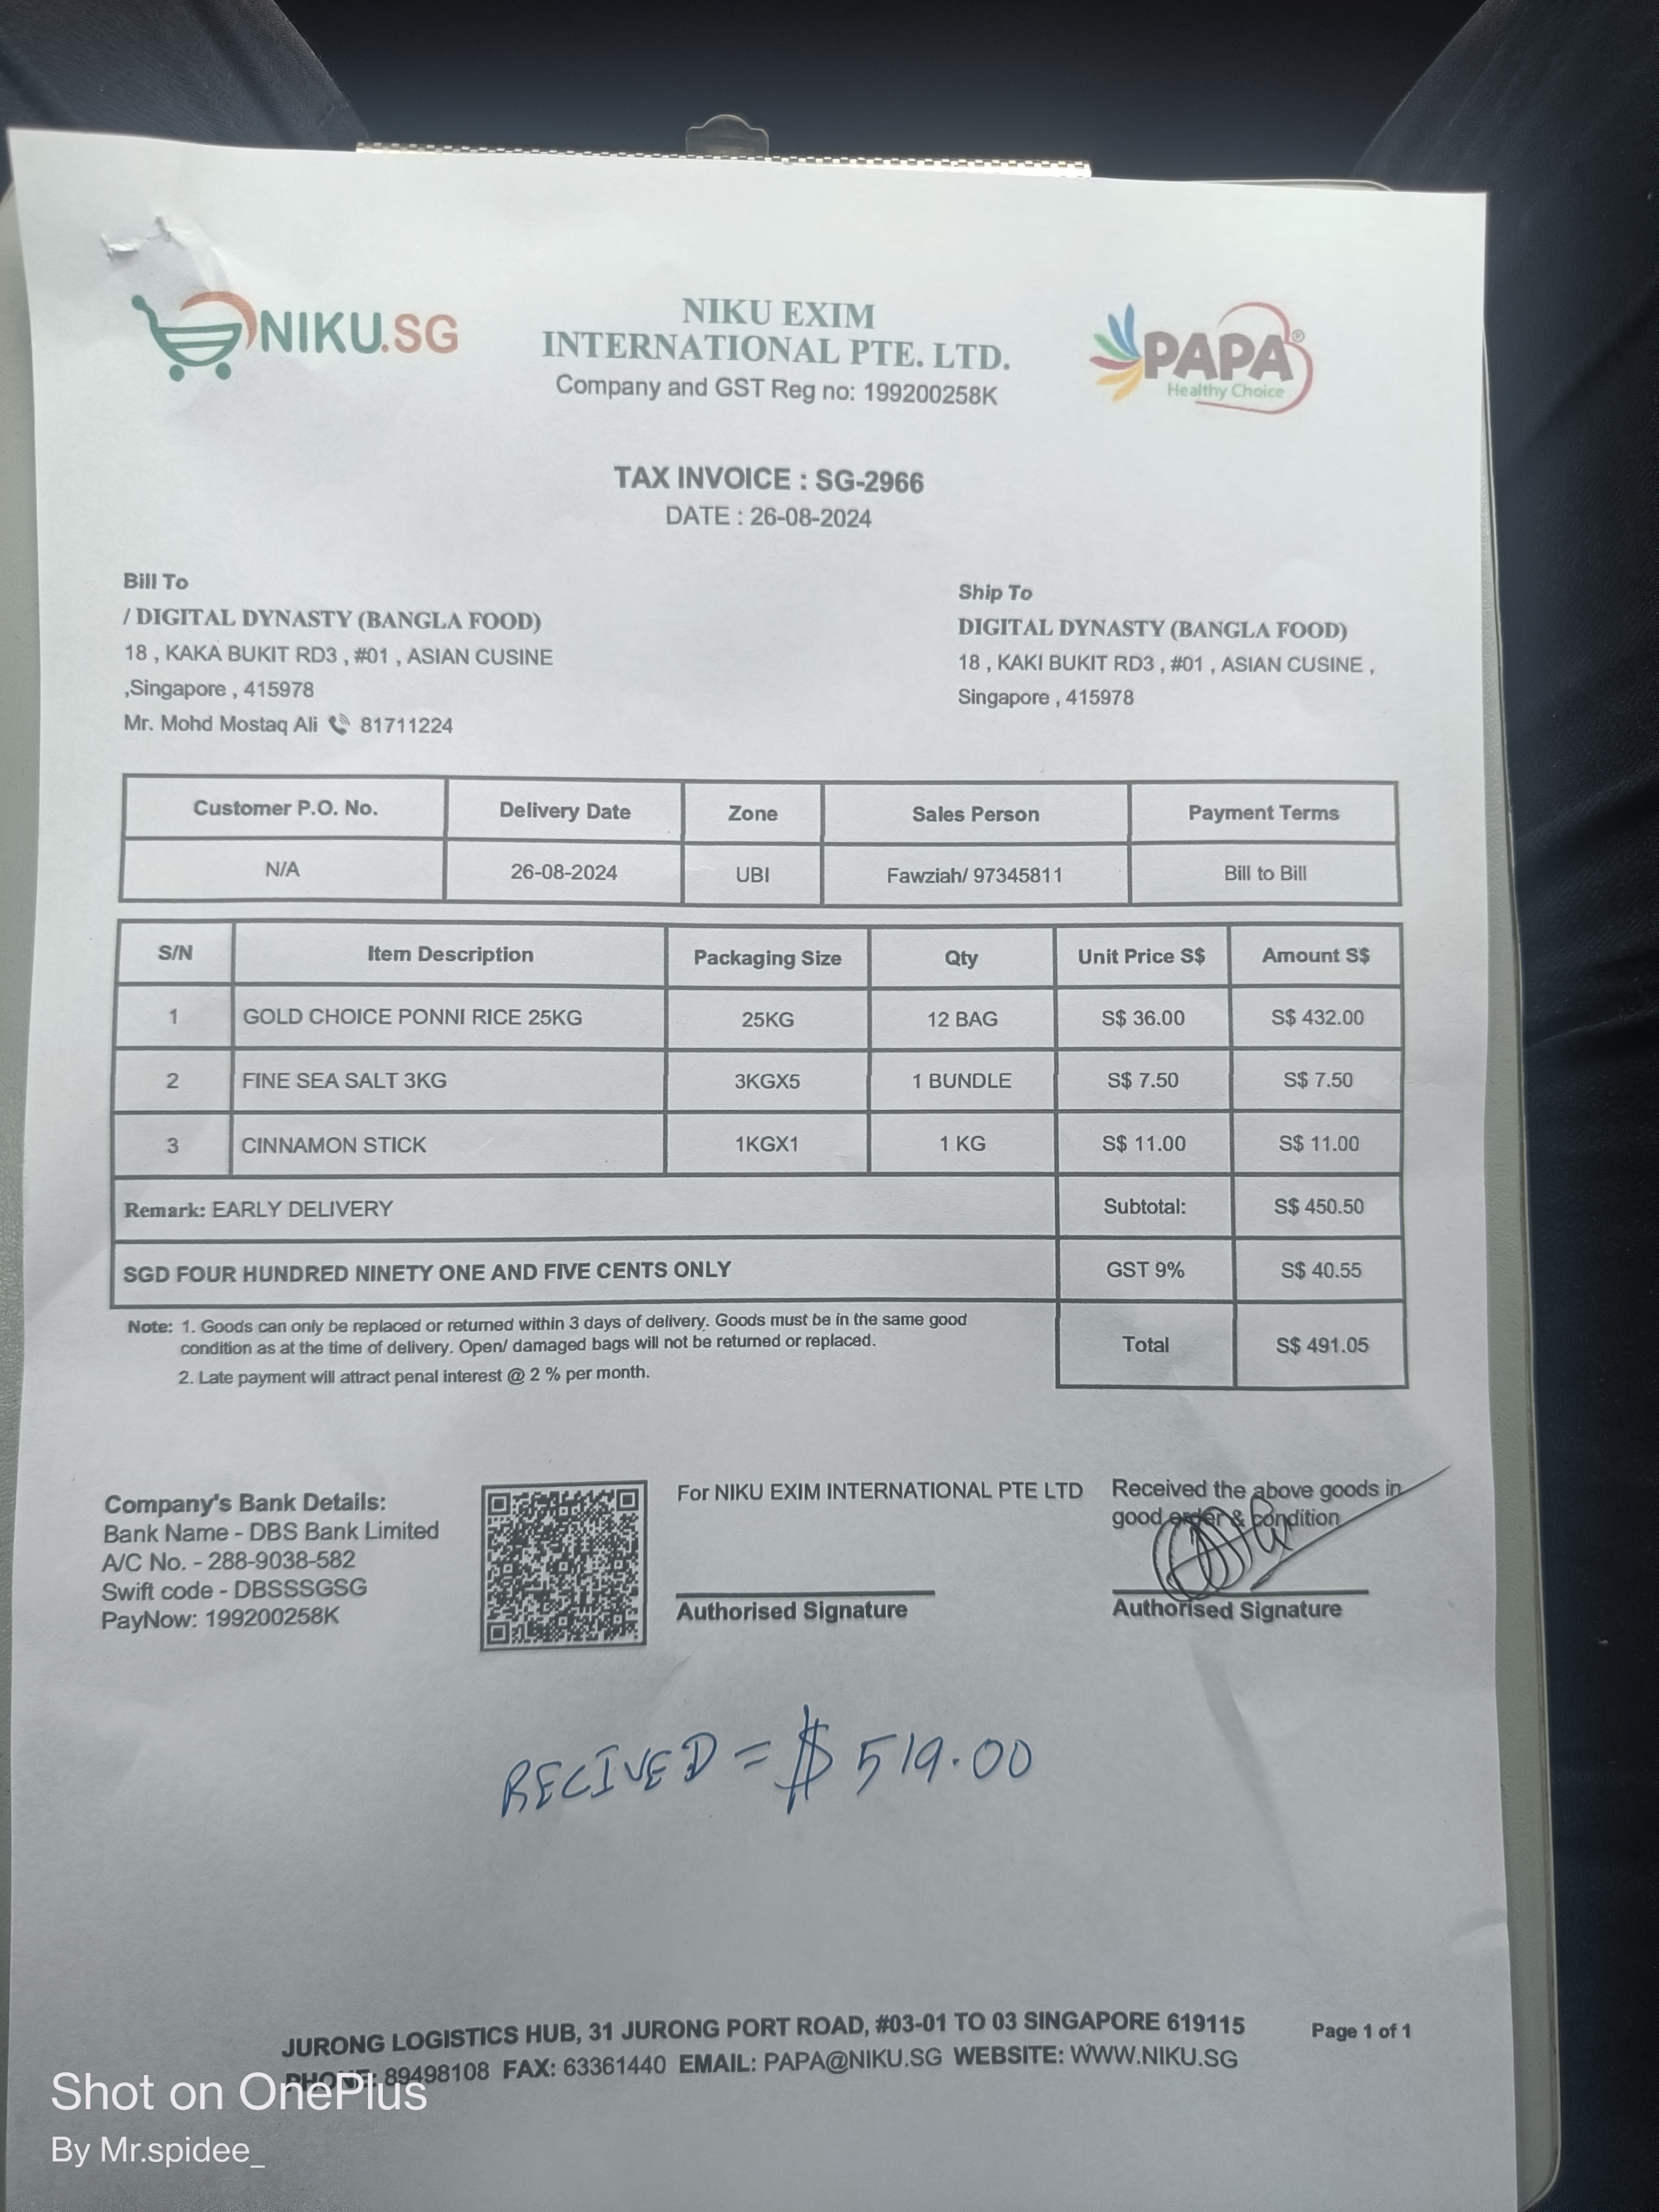 NIKU.SG
NIKU EXIM
INTERNATIONAL PTE. LTD.
Company and GST Reg no: 199200258K
PAPA®
Healthy Choice
TAX INVOICE : SG-2966
DATE : 26-08-2024
Bill To
/ DIGITAL DYNASTY (BANGLA FOOD)
18 , KAKA BUKIT RD3 , #01 , ASIAN CUSINE
,Singapore , 415978
Mr. Mohd Mostaq Ali 81711224
Ship To
DIGITAL DYNASTY (BANGLA FOOD)
18 , KAKI BUKIT RD3 , #01 , ASIAN CUSINE ,
Singapore , 415978
Customer P.O. No. Delivery Date Zone Sales Person Payment Terms
N/A 26-08-2024 UBI Fawziah/ 97345811 Bill to Bill
S/N Item Description Packaging Size Qty Unit Price S$ Amount S$
1 GOLD CHOICE PONNI RICE 25KG 25KG 12 BAG S$ 36.00 S$ 432.00
2 FINE SEA SALT 3KG 3KGX5 1 BUNDLE S$ 7.50 S$ 7.50
3 CINNAMON STICK 1KGX1 1 KG S$ 11.00 S$ 11.00
Remark: EARLY DELIVERY Subtotal: S$ 450.50
SGD FOUR HUNDRED NINETY ONE AND FIVE CENTS ONLY GST 9% S$ 40.55
Note: 1. Goods can only be replaced or returned within 3 days of delivery. Goods must be in the same good
condition as at the time of delivery. Open/ damaged bags will not be returned or replaced.
2. Late payment will attract penal interest @ 2 % per month.
Total S$ 491.05
Company's Bank Details:
Bank Name - DBS Bank Limited
A/C No. - 288-9038-582
Swift code - DBSSSGSG
PayNow: 199200258K
For NIKU EXIM INTERNATIONAL PTE LTD
Authorised Signature
Received the above goods in
good order & condition
Authorised Signature
RECIVED = $ 519.00
JURONG LOGISTICS HUB, 31 JURONG PORT ROAD, #03-01 TO 03 SINGAPORE 619115
PHONE: 89498108 FAX: 63361440 EMAIL: PAPA@NIKU.SG WEBSITE: WWW.NIKU.SG
Page 1 of 1
Shot on OnePlus
By Mr.spidee_